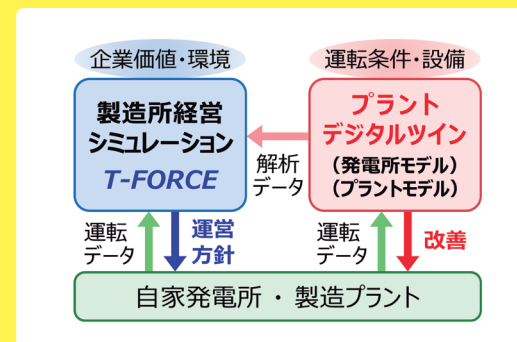 企業価値・環境
運転条件・設備
製造所経営
シミュレーション
T-FORCE
プラント
デジタルツイン
(発電所モデル)
(プラントモデル)
解析
データ
運転
データ
運営
方針
運転
データ
改善
自家発電所 ・ 製造プラント